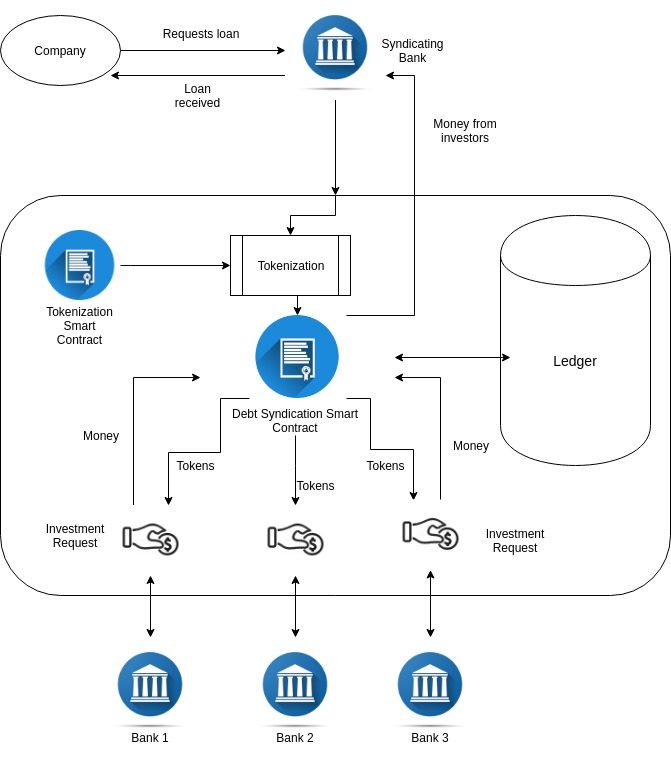 Requests loan
Company
Syndicating
Bank
Loan
received
Money from
investors
Tokenization
Tokenization
Smart
Contract
Ledger
Debt Syndication Smart
Contract
Money
Money
Tokens
Tokens
Tokens
Investment
Request
$
$
$
Investment
Request
Bank 1
Bank 2
Bank 3